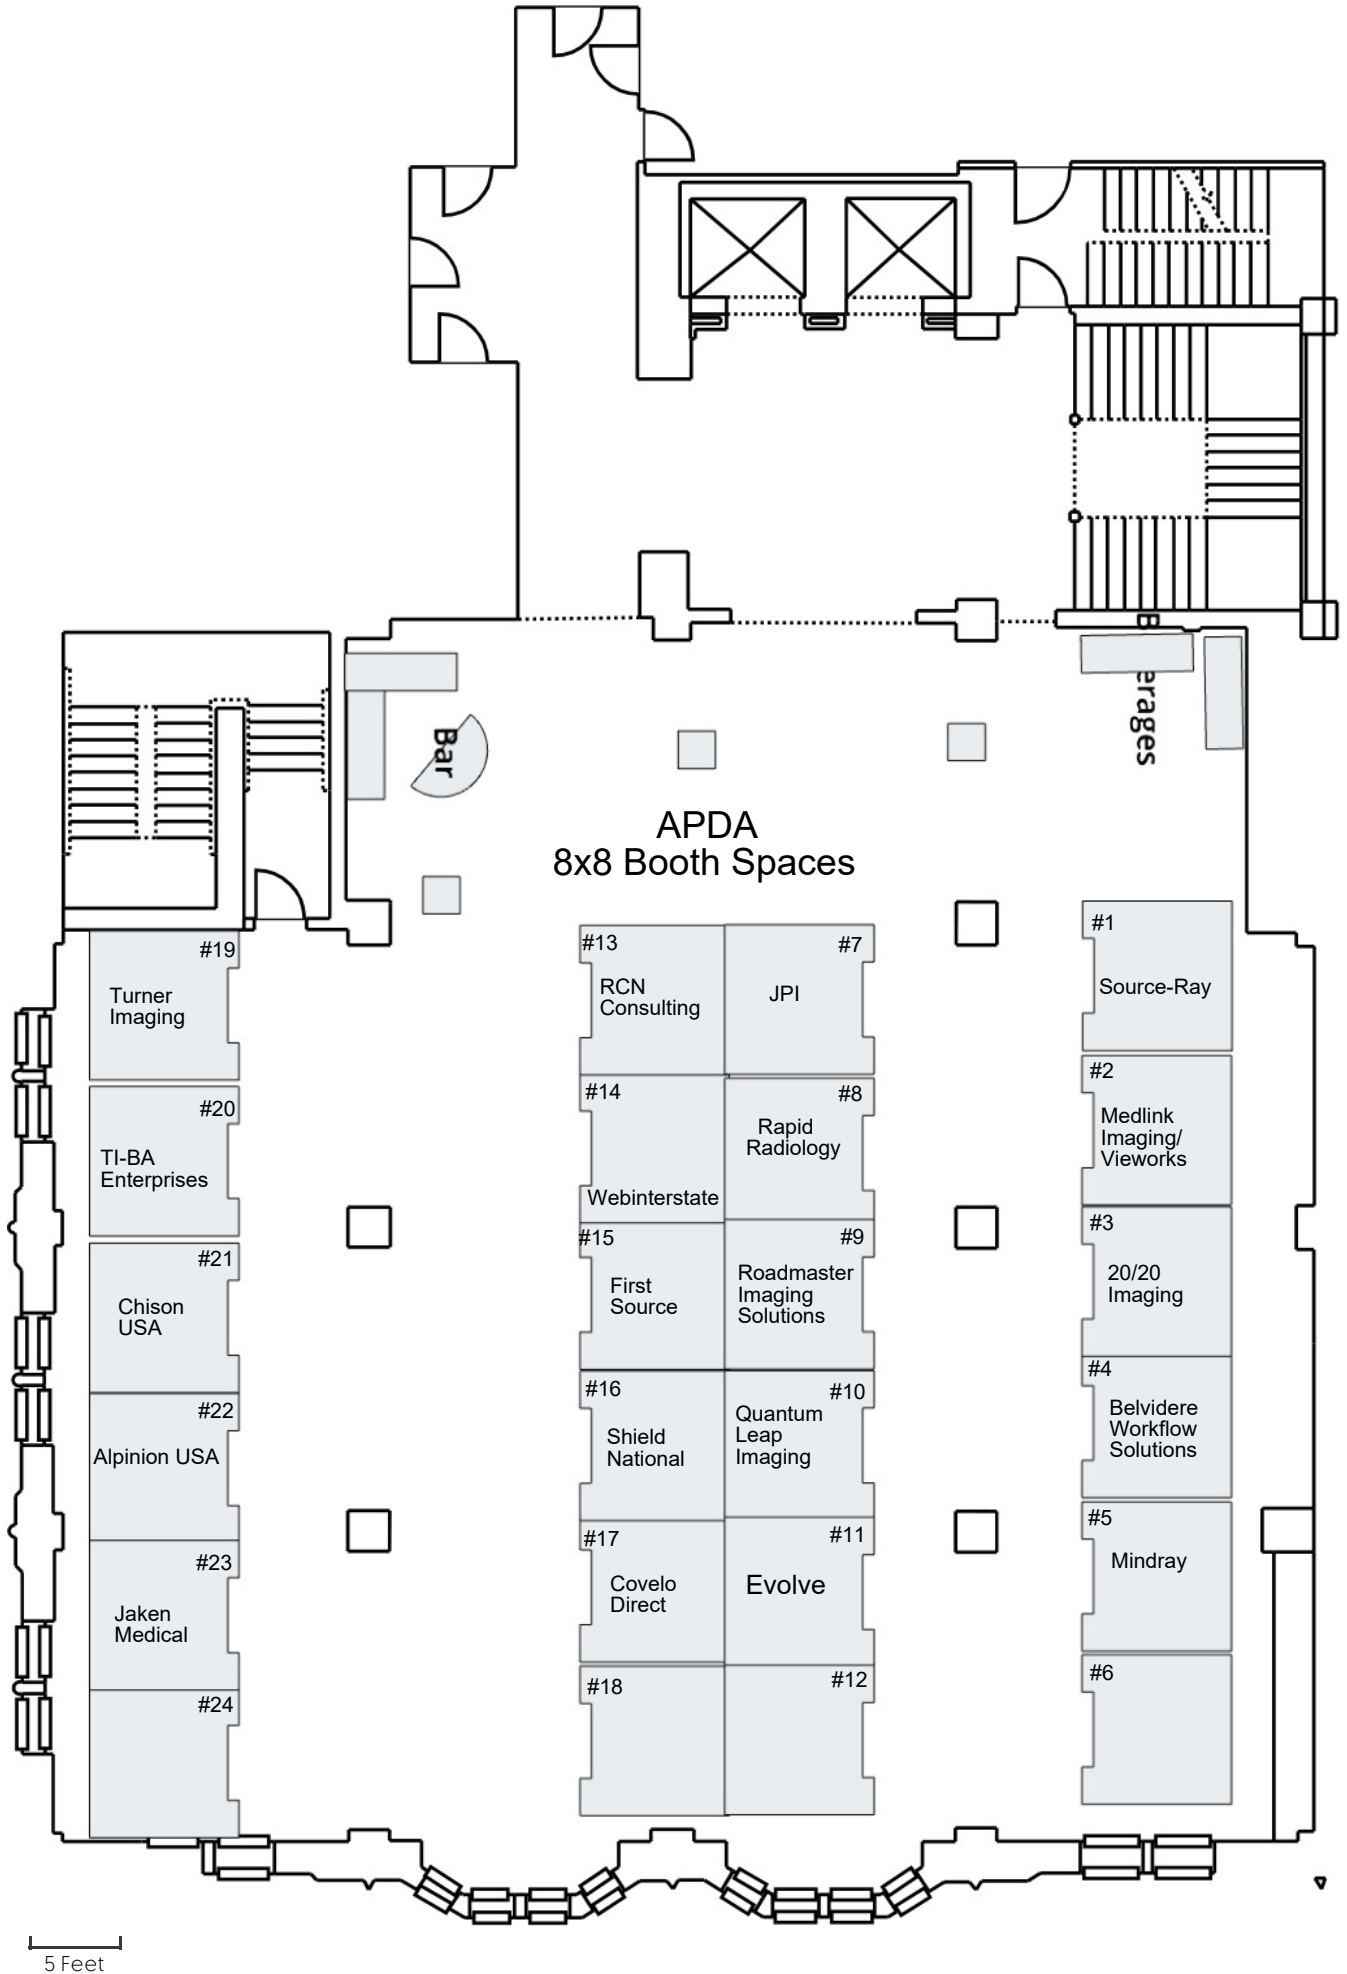 Bar
erages
APDA
8x8 Booth Spaces
#19
Turner
Imaging
#20
TI-BA
Enterprises
#21
Chison
USA
#22
Alpinion USA
#23
Jaken
Medical
#24
#13
RCN
Consulting
#14
Webinterstate
#15
First
Source
#16
Shield
National
#17
Covelo
Direct
#18
#7
JPI
#8
Rapid
Radiology
#9
Roadmaster
Imaging
Solutions
#10
Quantum
Leap
Imaging
#11
Evolve
#12
#1
Source-Ray
#2
Medlink
Imaging/
Vieworks
#3
20/20
Imaging
#4
Belvidere
Workflow
Solutions
#5
Mindray
#6
5 Feet